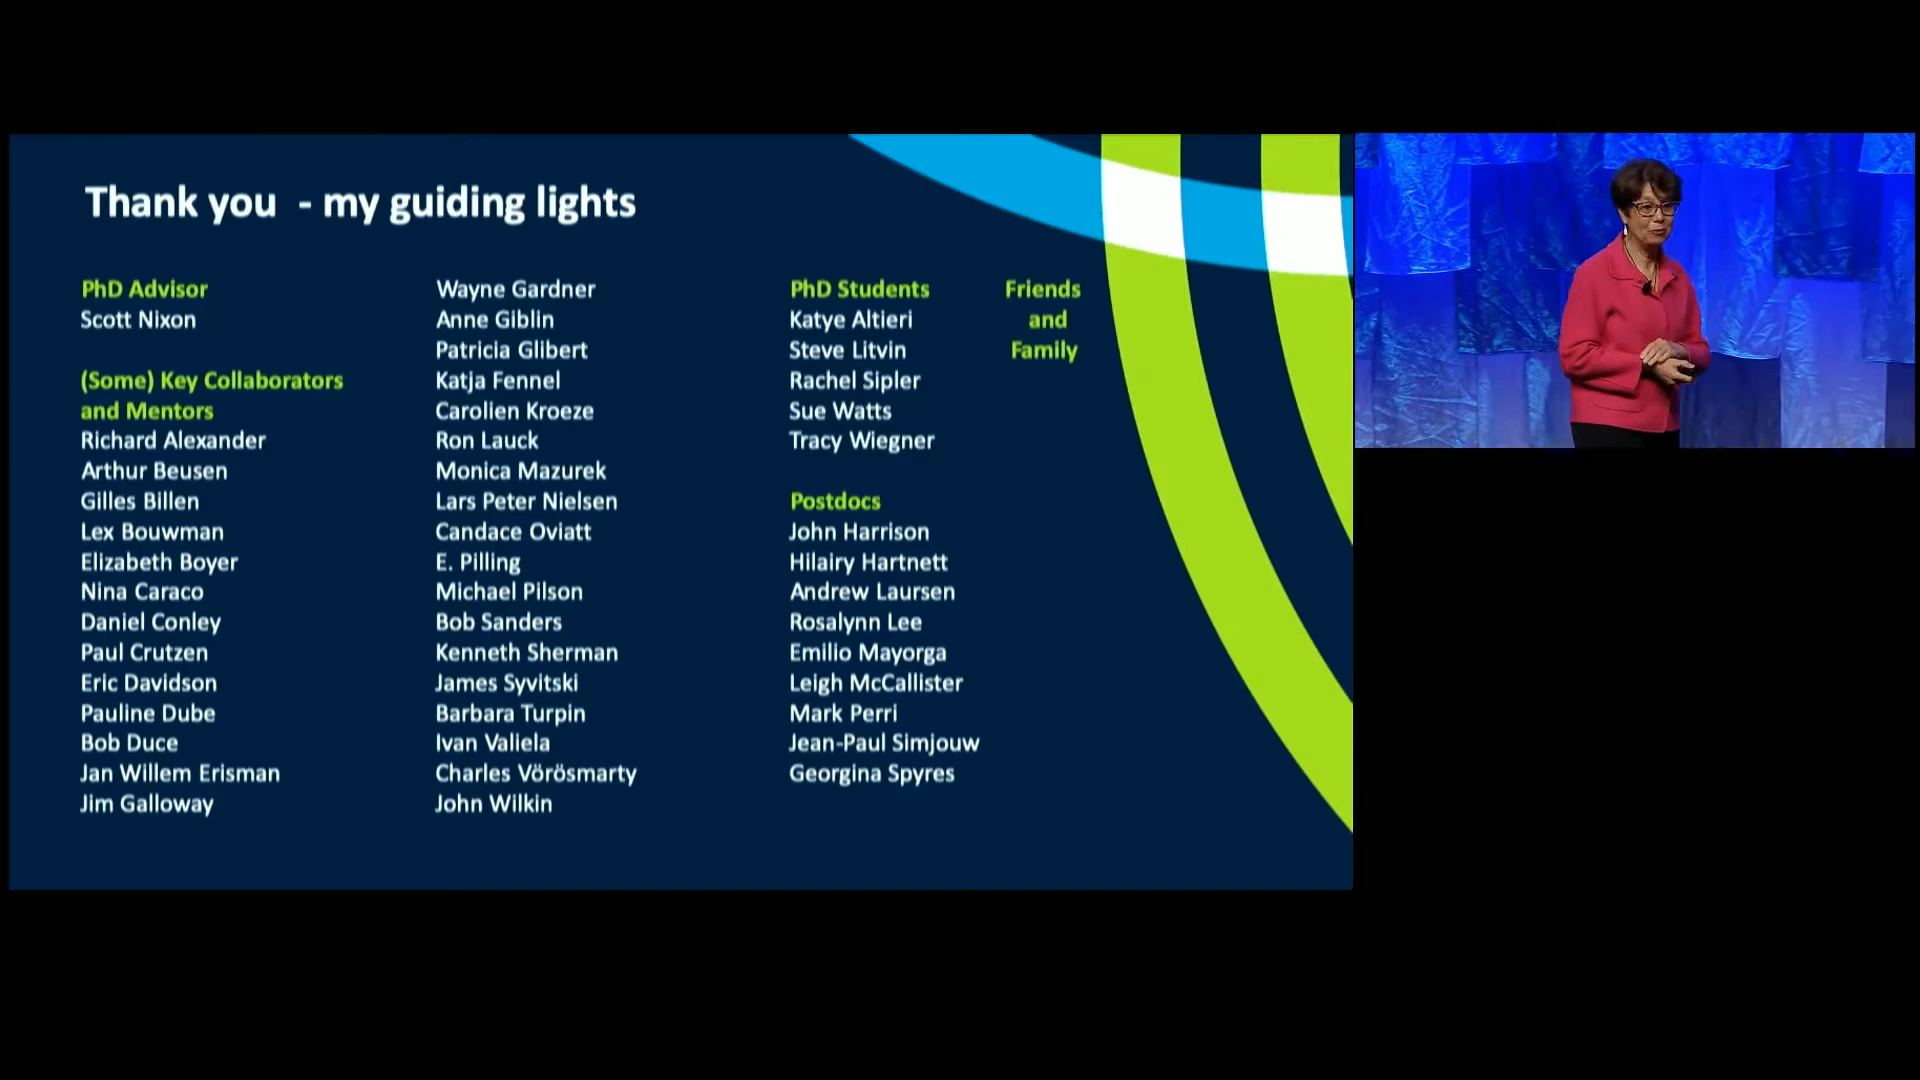 Thank you - my guiding lights
PhD Advisor
Scott Nixon
(Some) Key Collaborators
and Mentors
Richard Alexander
Arthur Beusen
Gilles Billen
Lex Bouwman
Elizabeth Boyer
Nina Caraco
Daniel Conley
Paul Crutzen
Eric Davidson
Pauline Dube
Bob Duce
Jan Willem Erisman
Jim Galloway
Wayne Gardner
Anne Giblin
Patricia Glibert
Katja Fennel
Carolien Kroeze
Ron Lauck
Monica Mazurek
Lars Peter Nielsen
Candace Oviatt
E. Pilling
Michael Pilson
Bob Sanders
Kenneth Sherman
James Syvitski
Barbara Turpin
Ivan Valiela
Charles Vörösmarty
John Wilkin
PhD Students
Katye Altieri
Steve Litvin
Rachel Sipler
Sue Watts
Tracy Wiegner
Postdocs
John Harrison
Hilairy Hartnett
Andrew Laursen
Rosalynn Lee
Emilio Mayorga
Leigh McCallister
Mark Perri
Jean-Paul Simjouw
Georgina Spyres
Friends
and
Family